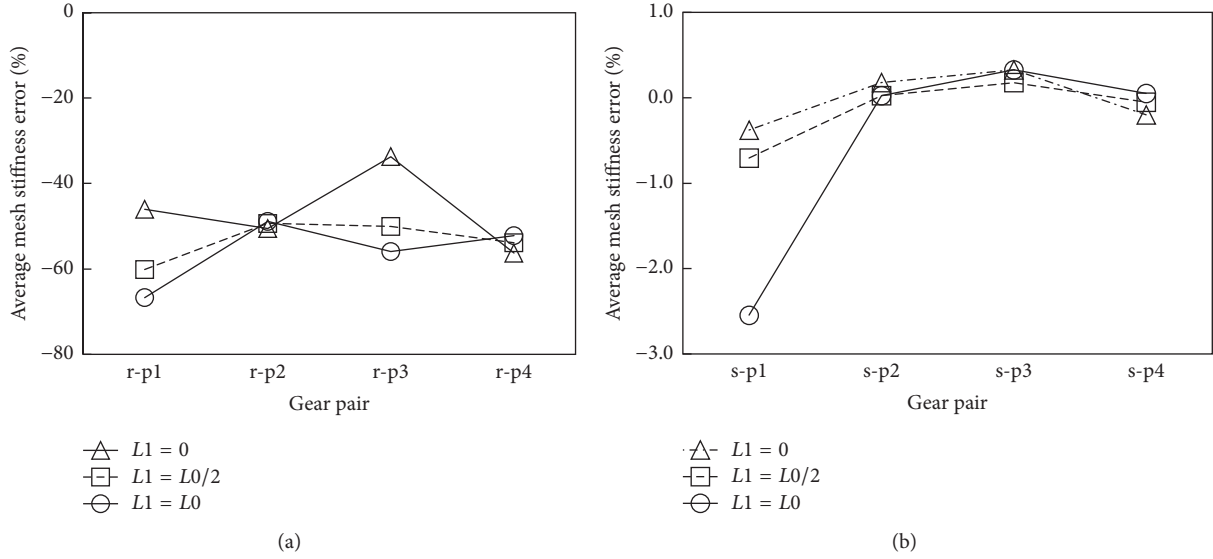 Average mesh stiffness error (%)
0
−20
−40
−60
−80
r-p1 r-p2 r-p3 r-p4
Gear pair
L1 = 0
L1 = L0/2
L1 = L0
(a)
Average mesh stiffness error (%)
1.0
0.0
−1.0
−2.0
−3.0
s-p1 s-p2 s-p3 s-p4
Gear pair
L1 = 0
L1 = L0/2
L1 = L0
(b)